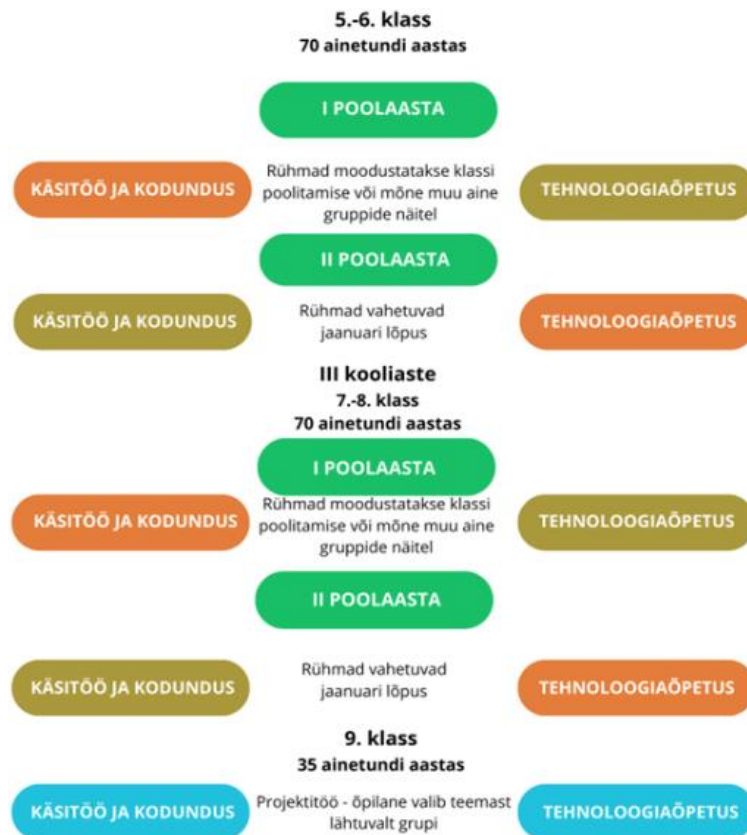 5.-6. klass
70 ainetundi aastas
I POOLAASTA
KÄSITÖÖ JA KODUNDUS
Rühmad moodustatakse klassi
poolitamise või mõne muu aine
gruppide näitel
TEHNOLOOGIAÕPETUS
II POOLAASTA
KÄSITÖÖ JA KODUNDUS
Rühmad vahetuvad
jaanuari lõpus
TEHNOLOOGIAÕPETUS
III kooliaste
7.-8. klass
70 ainetundi aastas
I POOLAASTA
KÄSITÖÖ JA KODUNDUS
Rühmad moodustatakse klassi
poolitamise või mõne muu aine
gruppide näitel
TEHNOLOOGIAÕPETUS
II POOLAASTA
KÄSITÖÖ JA KODUNDUS
Rühmad vahetuvad
jaanuari lõpus
TEHNOLOOGIAÕPETUS
9. klass
35 ainetundi aastas
KÄSITÖÖ JA KODUNDUS
Projektitöö - õpilane valib teemast
lähtuvalt grupi
TEHNOLOOGIAÕPETUS